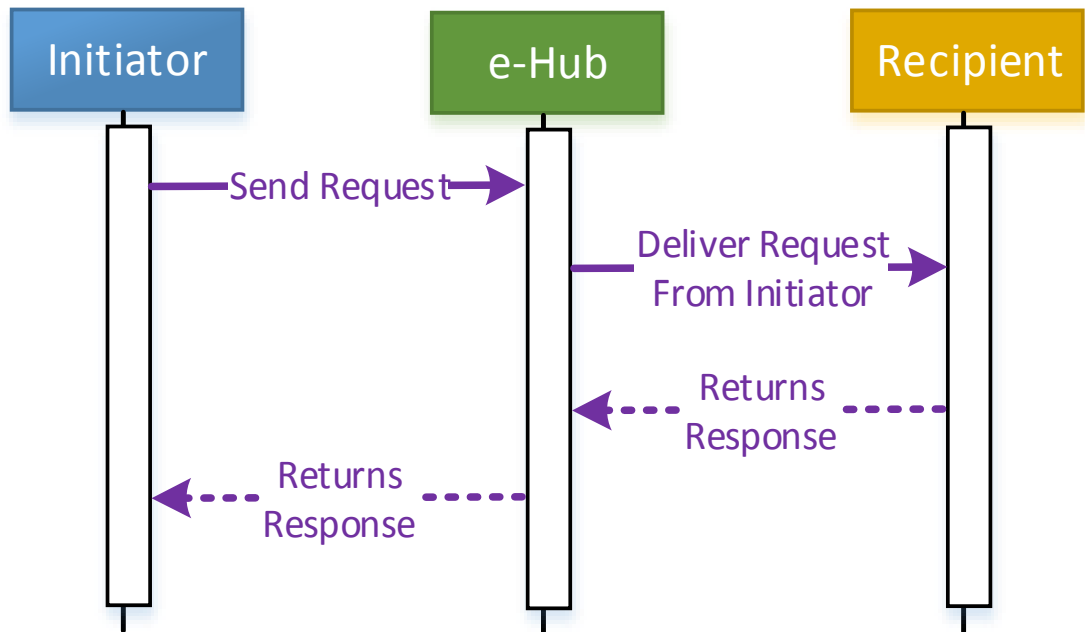 Initiator
e-Hub
Recipient
Send Request
Deliver Request
From Initiator
Returns
Response
Returns
Response